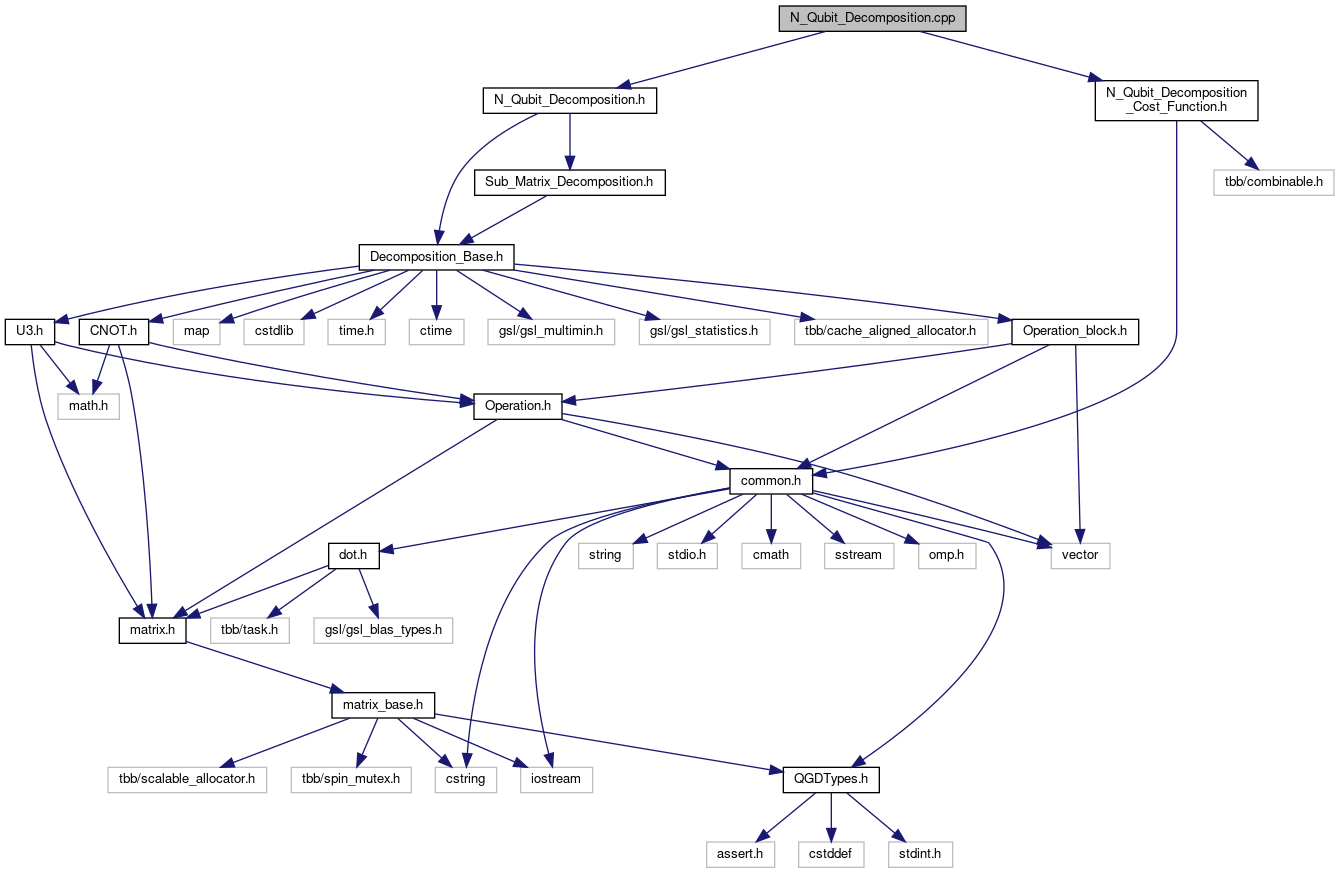 N_Qubit_Decomposition.cpp
N_Qubit_Decomposition.h
N_Qubit_Decomposition
_Cost_Function.h
Sub_Matrix_Decomposition.h
tbb/combinable.h
Decomposition_Base.h
U3.h
CNOT.h
map
cstdlib
time.h
ctime
gsl/gsl_multimin.h
gsl/gsl_statistics.h
tbb/cache_aligned_allocator.h
Operation_block.h
math.h
Operation.h
common.h
dot.h
string
stdio.h
cmath
sstream
omp.h
vector
matrix.h
tbb/task.h
gsl/gsl_blas_types.h
matrix_base.h
tbb/scalable_allocator.h
tbb/spin_mutex.h
cstring
iostream
QGDTypes.h
assert.h
cstddef
stdint.h